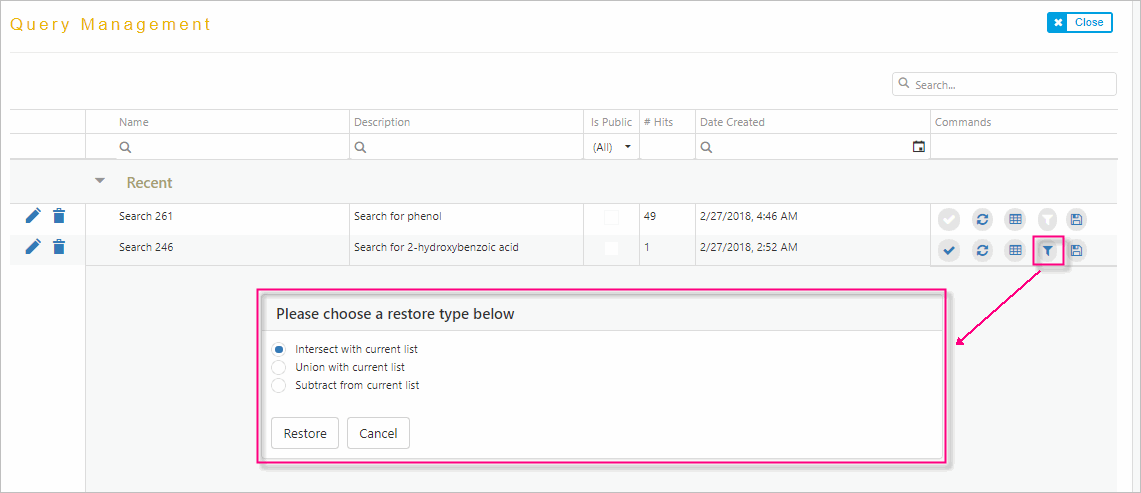 Query Management
Close
Search...
Name Description Is Public # Hits Date Created Commands
(All)
Recent
Search 261 Search for phenol 49 2/27/2018, 4:46 AM
Search 246 Search for 2-hydroxybenzoic acid 1 2/27/2018, 2:52 AM
Please choose a restore type below
Intersect with current list
Union with current list
Subtract from current list
Restore Cancel